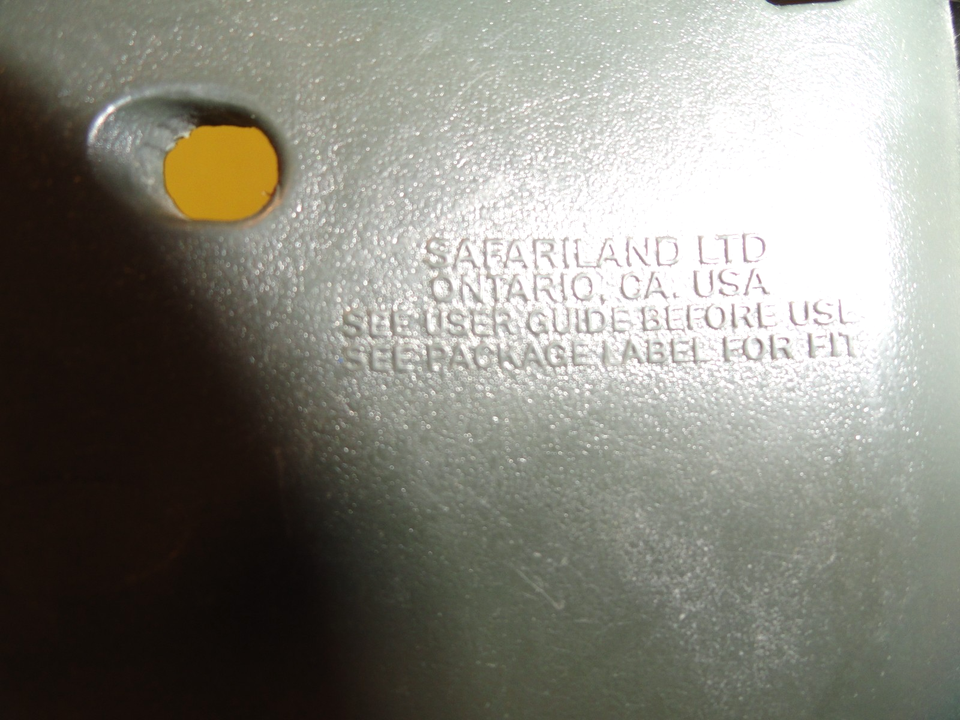 SAFARILAND LTD
ONTARIO, CA. USA
SEE USER GUIDE BEFORE USE
SEE PACKAGE LABEL FOR FIT